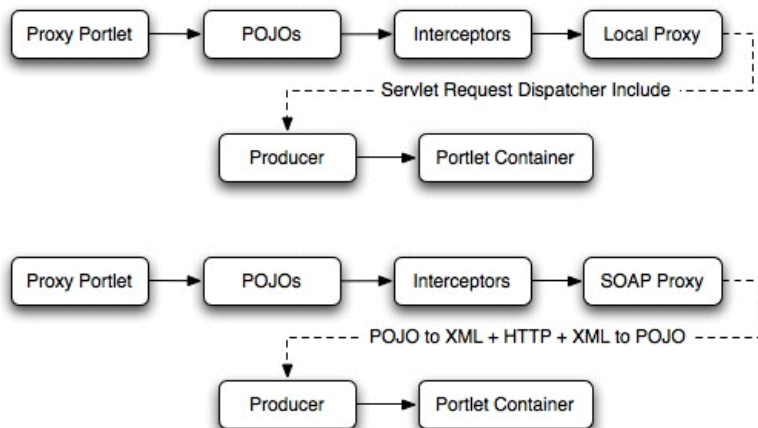 Proxy Portlet
POJOs
Interceptors
Local Proxy
Servlet Request Dispatcher Include
Producer
Portlet Container
Proxy Portlet
POJOs
Interceptors
SOAP Proxy
POJO to XML + HTTP + XML to POJO
Producer
Portlet Container